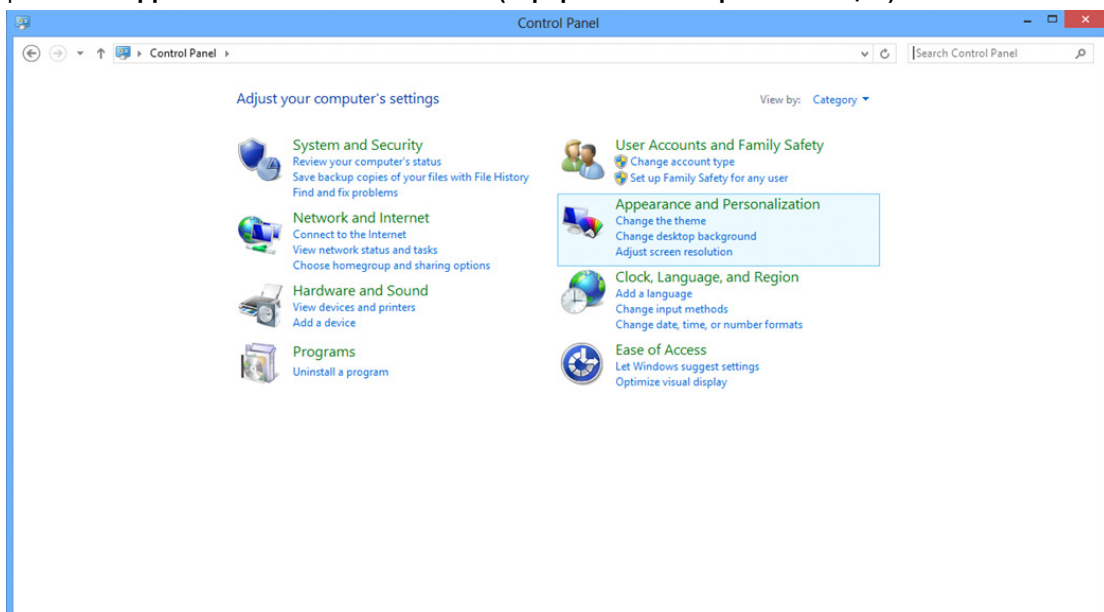 Control Panel
Control Panel
Search Control Panel
Adjust your computer's settings
View by: Category
System and Security
Review your computer's status
Save backup copies of your files with File History
Find and fix problems
Network and Internet
Connect to the Internet
View network status and tasks
Choose homegroup and sharing options
Hardware and Sound
View devices and printers
Add a device
Programs
Uninstall a program
User Accounts and Family Safety
Change account type
Set up Family Safety for any user
Appearance and Personalization
Change the theme
Change desktop background
Adjust screen resolution
Clock, Language, and Region
Add a language
Change input methods
Change date, time, or number formats
Ease of Access
Let Windows suggest settings
Optimize visual display